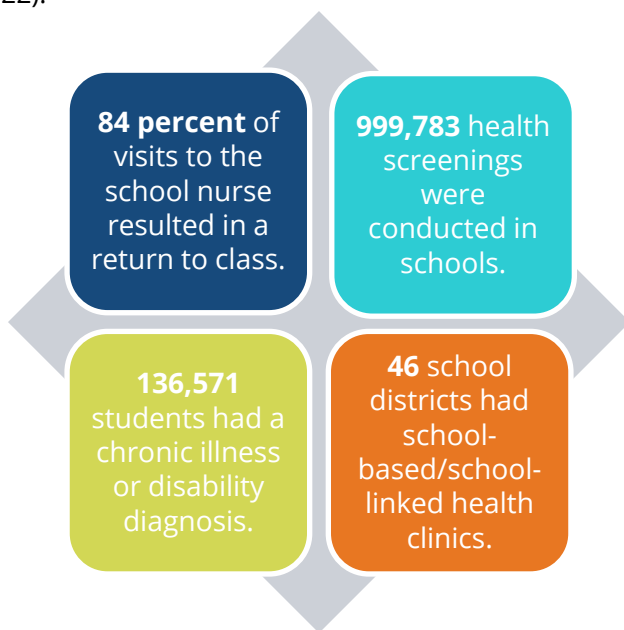 22).
84 percent of
visits to the
school nurse
resulted in a
return to class.
999,783 health
screenings
were
conducted in
schools.
136,571
students had a
chronic illness
or disability
diagnosis.
46 school
districts had
school-
based/school-
linked health
clinics.